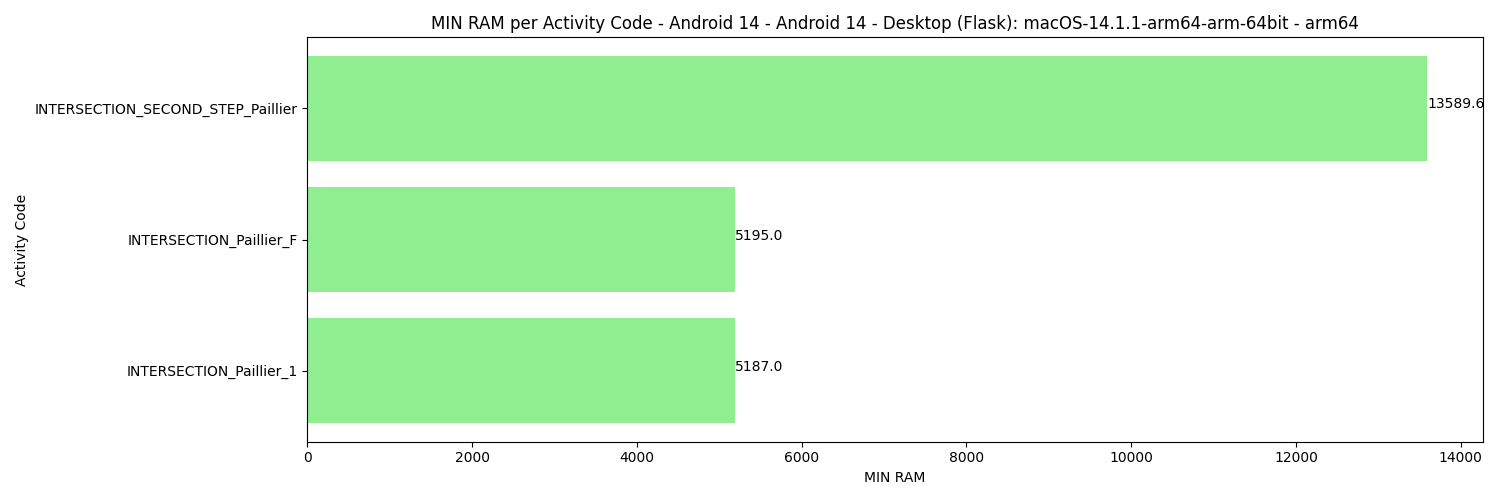 MIN RAM per Activity Code - Android 14 - Android 14 - Desktop (Flask): macOS-14.1.1-arm64-arm-64bit - arm64
INTERSECTION_SECOND_STEP_Paillier
13589.6
INTERSECTION_Paillier_F
5195.0
INTERSECTION_Paillier_1
5187.0
Activity Code
0 2000 4000 6000 8000 10000 12000 14000
MIN RAM